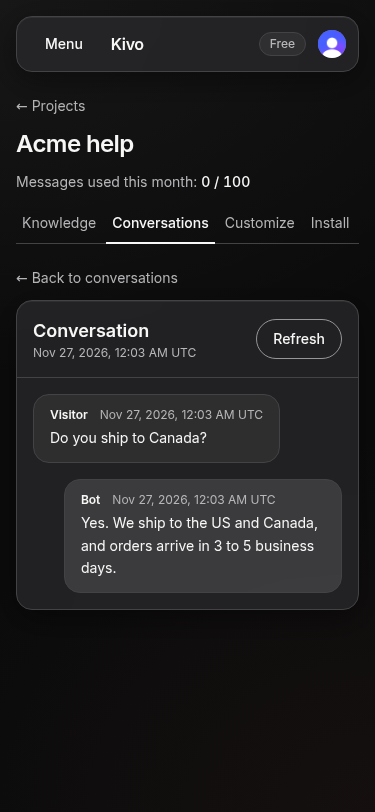 Menu Kivo Free
← Projects
Acme help
Messages used this month: 0 / 100
Knowledge Conversations Customize Install
← Back to conversations
Conversation
Nov 27, 2026, 12:03 AM UTC
Refresh
Visitor Nov 27, 2026, 12:03 AM UTC
Do you ship to Canada?
Bot Nov 27, 2026, 12:03 AM UTC
Yes. We ship to the US and Canada,
and orders arrive in 3 to 5 business
days.